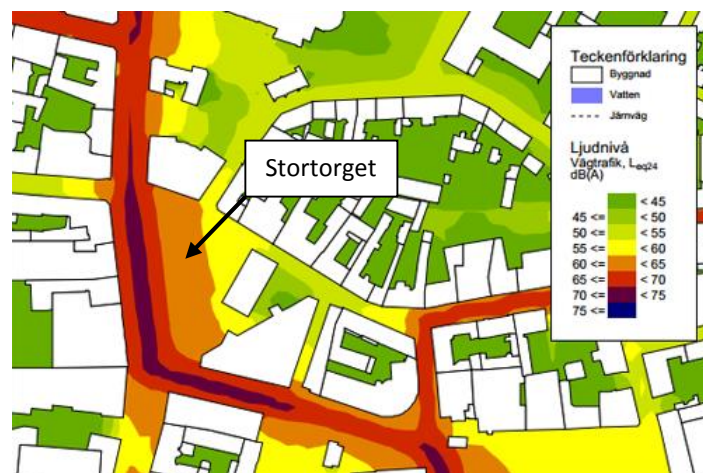 Stortorget
Teckenförklaring
Byggnad
Vatten
Järnväg
Ljudnivå
Vägtrafik, Leq24
dB(A)
< 45
45 <= < 50
50 <= < 55
55 <= < 60
60 <= < 65
65 <= < 70
70 <= < 75
75 <=